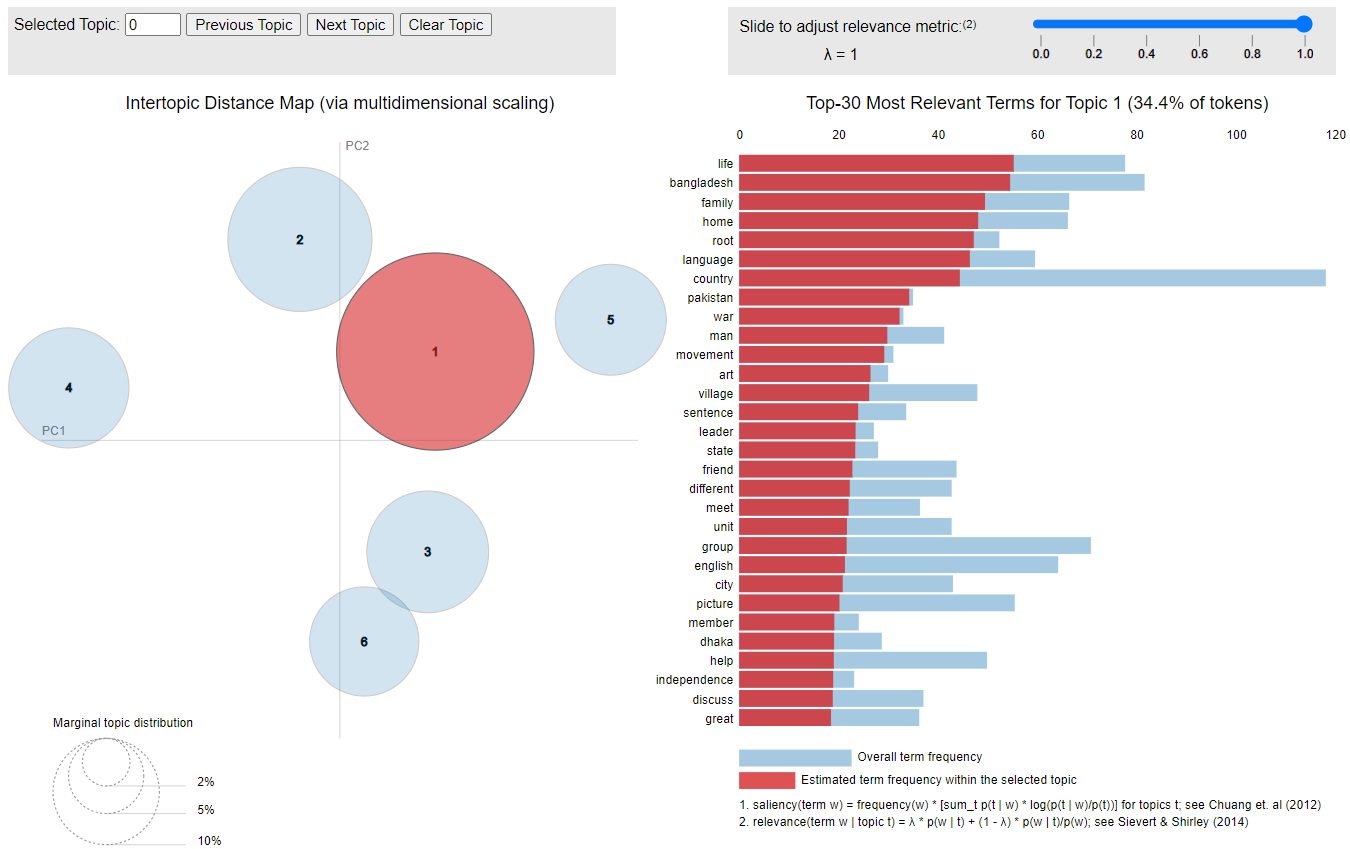 Selected Topic: 0 Previous Topic Next Topic Clear Topic
Slide to adjust relevance metric:(2)
λ = 1
0.0 0.2 0.4 0.6 0.8 1.0
Intertopic Distance Map (via multidimensional scaling)
PC2
2
5
1
4
PC1
3
6
Marginal topic distribution
2%
5%
10%
Top-30 Most Relevant Terms for Topic 1 (34.4% of tokens)
0 20 40 60 80 100 120
life
bangladesh
family
home
root
language
country
pakistan
war
man
movement
art
village
sentence
leader
state
friend
different
meet
unit
group
english
city
picture
member
dhaka
help
independence
discuss
great
Overall term frequency
Estimated term frequency within the selected topic
1. saliency(term w) = frequency(w) * [sum_t p(t | w) * log(p(t | w)/p(t))] for topics t; see Chuang et. al (2012)
2. relevance(term w | topic t) = λ * p(w | t) + (1 - λ) * p(w | t)/p(w); see Sievert & Shirley (2014)